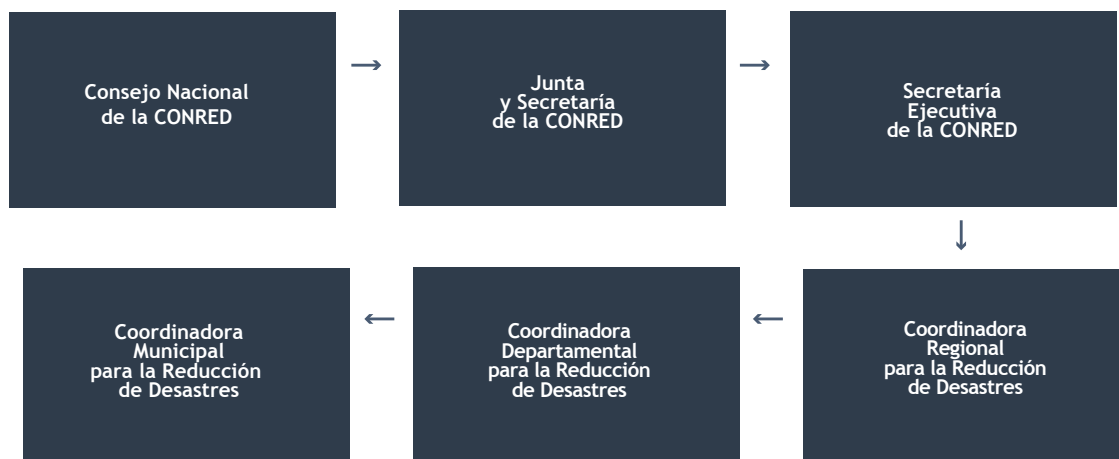 Consejo Nacional
de la CONRED
Junta
y Secretaría
de la CONRED
Secretaría
Ejecutiva
de la CONRED
Coordinadora
Regional
para la Reducción
de Desastres
Coordinadora
Departamental
para la Reducción
de Desastres
Coordinadora
Municipal
para la Reducción
de Desastres